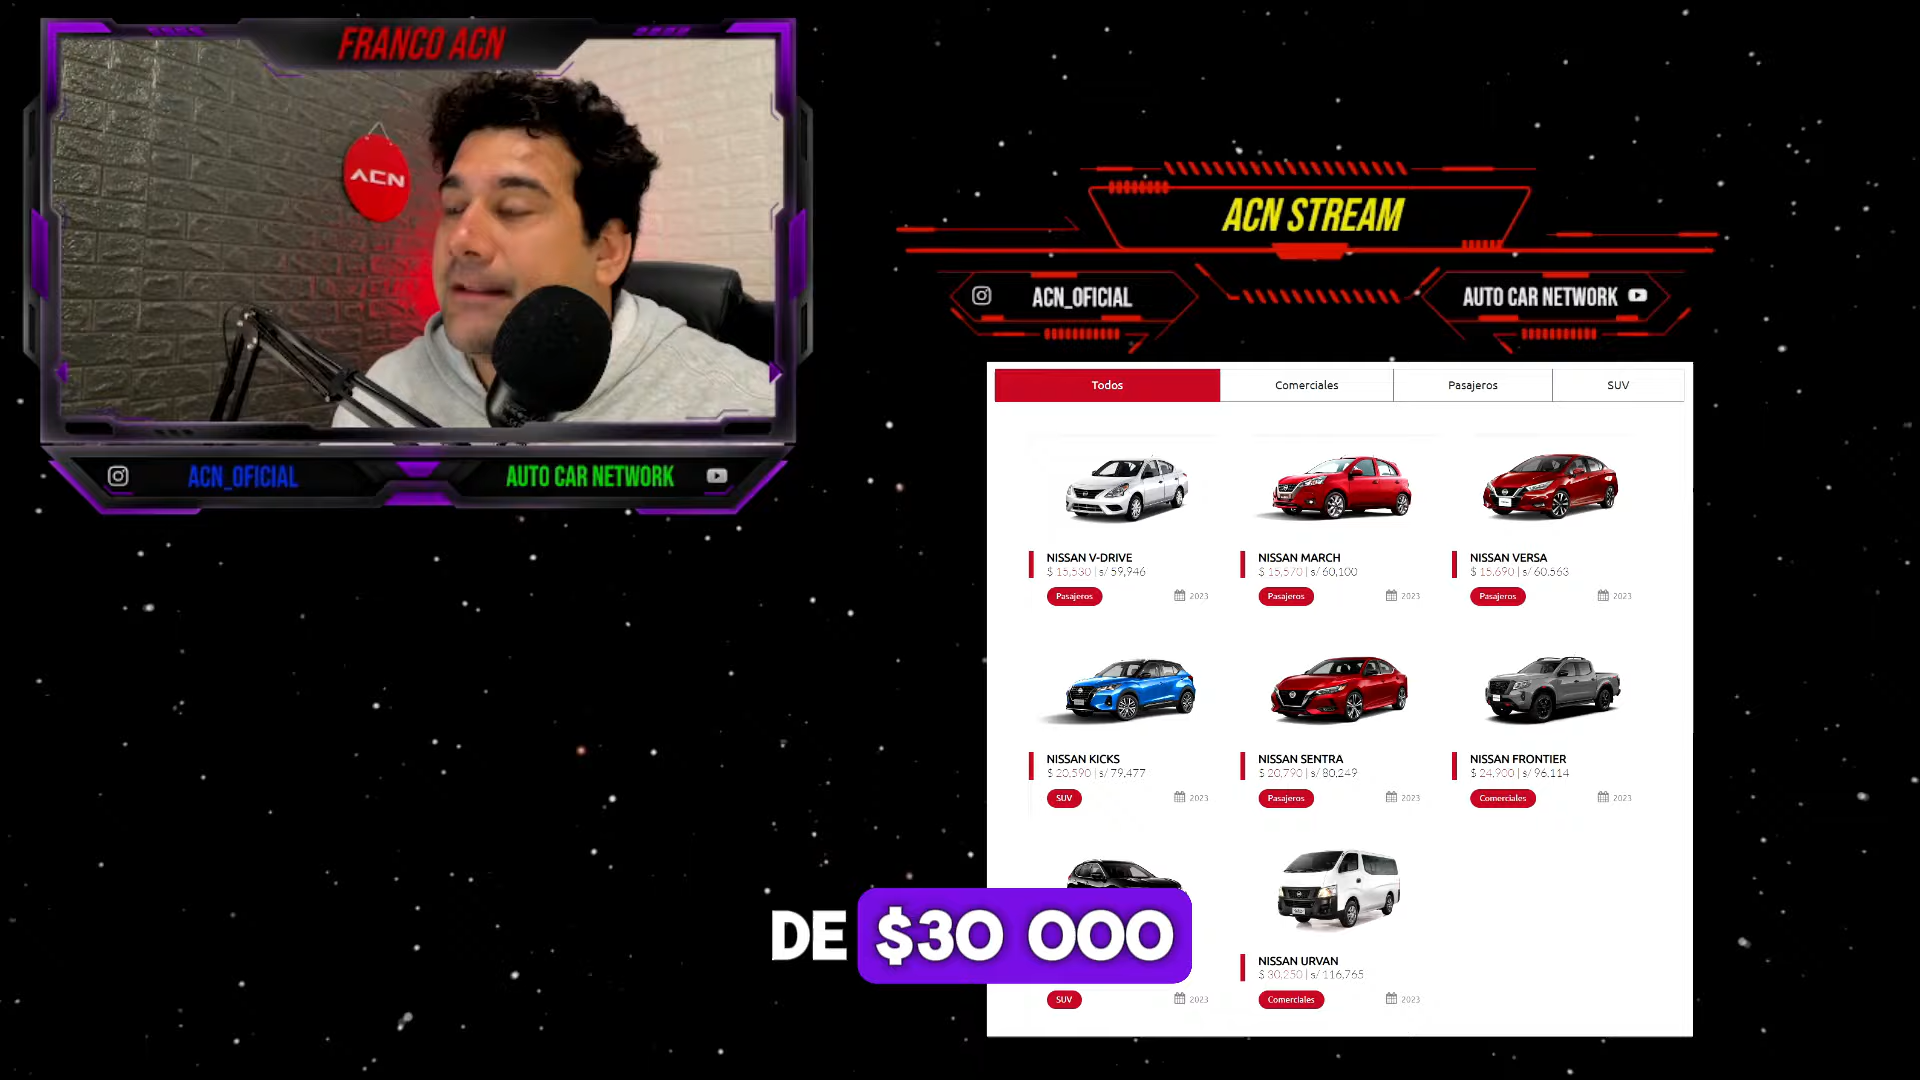 FRANCO ACN
ACN
ACN_OFICIAL
AUTO CAR NETWORK
ACN STREAM
ACN_OFICIAL
AUTO CAR NETWORK
Todos
Comerciales
Pasajeros
SUV
NISSAN V-DRIVE
$ 15,530 | s/ 59,946
Pasajeros
2023
NISSAN MARCH
$ 15,570 | s/ 60,100
Pasajeros
2023
NISSAN VERSA
$ 15,690 | s/ 60,563
Pasajeros
2023
NISSAN KICKS
$ 20,590 | s/ 79,477
SUV
2023
NISSAN SENTRA
$ 20,790 | s/ 80,249
Pasajeros
2023
NISSAN FRONTIER
$ 24,900 | s/ 96,114
Comerciales
2023
DE $30 000
SUV
2023
NISSAN URVAN
$ 30,250 | s/ 116,765
Comerciales
2023